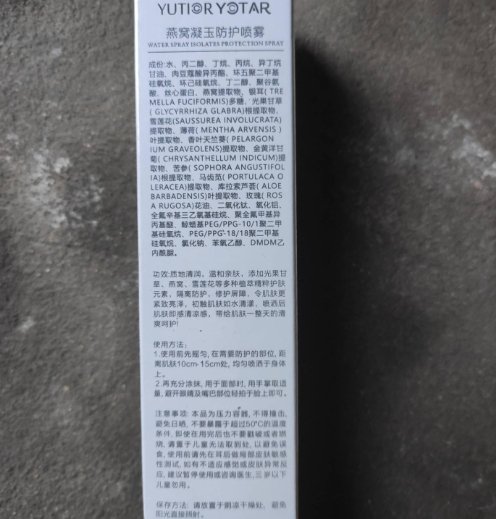 YUTIOR YOTAR
燕窝凝玉防护喷雾
WATER SPRAY ISOLATES PROTECTION SPRAY
成份:水、丙二醇、丁烷、丙烷、异丁烷
甘油、肉豆蔻酸异丙酯、环五聚二甲基
硅氧烷、环己硅氧烷、丁二醇、聚谷氨
酸、丝心蛋白、燕窝提取物、银耳( TRE
MELLA FUCIFORMIS)多糖、光果甘草
( GLYCYRRHIZA GLABRA)根提取物、
雪莲花(SAUSSUREA INVOLUCRATA)
提取物、薄荷( MENTHA ARVENSIS )
叶提取物、香叶天竺葵( PELARGON
IUM GRAVEOLENS)提取物、金黄洋甘
菊( CHRYSANTHELLUM INDICUM)提
取物、苦参( SOPHORA ANGUSTIFOL
IA)根提取物、马齿苋( PORTULACA O
LERACEA)提取物、库拉索芦荟( ALOE
BARBADENSIS)叶提取物、玫瑰( ROS
A RUGOSA)花油、二氧化钛、氧化铝、
全氟辛基三乙氧基硅烷、聚全氟甲基异
丙基醚、鲸蜡基PEG/PPG-10/1聚二甲
基硅氧烷、PEG/PPG-18/18聚二甲基
硅氧烷、氯化钠、苯氧乙醇、DMDM乙
内酰脲。
功效:质地清润、温和亲肤，添加光果甘
草、燕窝、雪莲花等多种植萃精粹护肤
元素，隔离防护，修护屏障，令肌肤更
紧致亮泽，初触肌肤如水清凝，喷洒后
肌肤即感清凉感，带给肌肤一整天的清
爽呵护!
使用方法:
1.使用前先摇匀, 在需要防护的部位, 距
离肌肤10cm-15cm处, 均匀喷洒于身体
上。
2.再充分涂抹, 用于面部时, 用手掌取适
量, 避开眼睛及嘴巴部位轻拍于脸上即可。
注意事项: 本品为压力容器, 不得撞击,
避免日晒, 不要暴露于超过50°C的温度
条件, 即使在用完后也不要戳破或者燃
烧, 请置于儿童无法取到处, 以避免误
食, 使用前请先在耳后做局部皮肤敏感
性测试, 如有不适应感觉或皮肤异常反
应, 建议暂停使用或咨询医生, 三岁以下
儿童勿用。
保存方法: 请放置于阴凉干燥处, 避免
阳光直接照射。